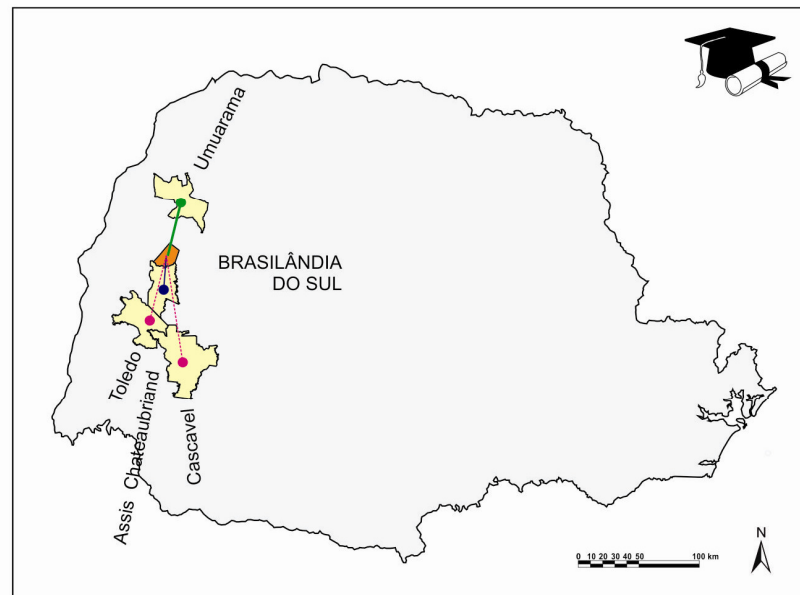 Umuarama
BRASILÂNDIA
DO SUL
Toledo
Assis Chateaubriand
Cascavel
N
0 10 20 30 40 50 100 km